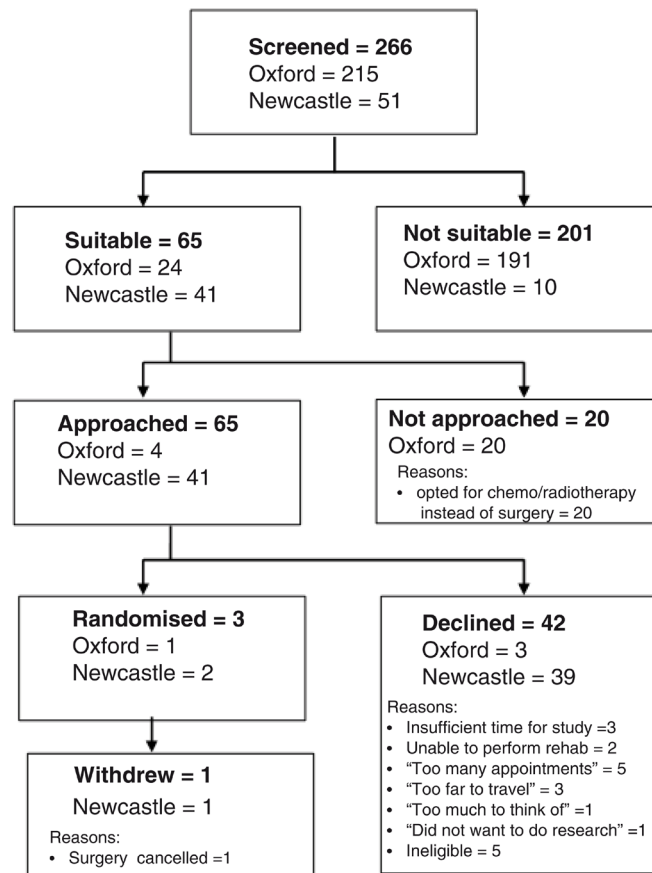 Screened = 266
Oxford = 215
Newcastle = 51
Suitable = 65
Oxford = 24
Newcastle = 41
Not suitable = 201
Oxford = 191
Newcastle = 10
Approached = 65
Oxford = 4
Newcastle = 41
Not approached = 20
Oxford = 20
Reasons:
• opted for chemo/radiotherapy
instead of surgery = 20
Randomised = 3
Oxford = 1
Newcastle = 2
Declined = 42
Oxford = 3
Newcastle = 39
Reasons:
• Insufficient time for study =3
• Unable to perform rehab = 2
• “Too many appointments” = 5
• “Too far to travel” = 3
• “Too much to think of” =1
• “Did not want to do research” =1
• Ineligible = 5
Withdrew = 1
Newcastle = 1
Reasons:
• Surgery cancelled =1